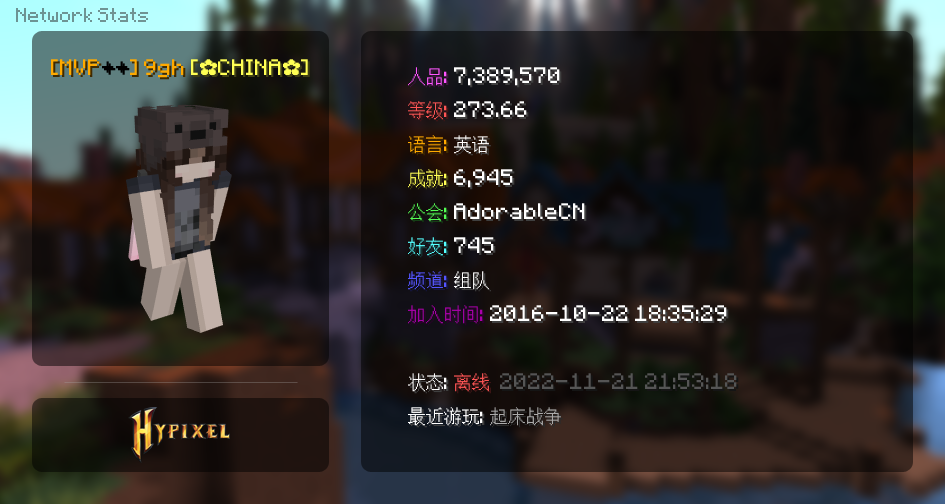 Network Stats
[MVP++] 9gh [✿CHINA✿]
HYPIXEL
人品: 7,389,570
等级: 273.66
语言: 英语
成就: 6,945
公会: AdorableCN
好友: 745
频道: 组队
加入时间: 2016-10-22 18:35:29
状态: 离线 2022-11-21 21:53:18
最近游玩: 起床战争